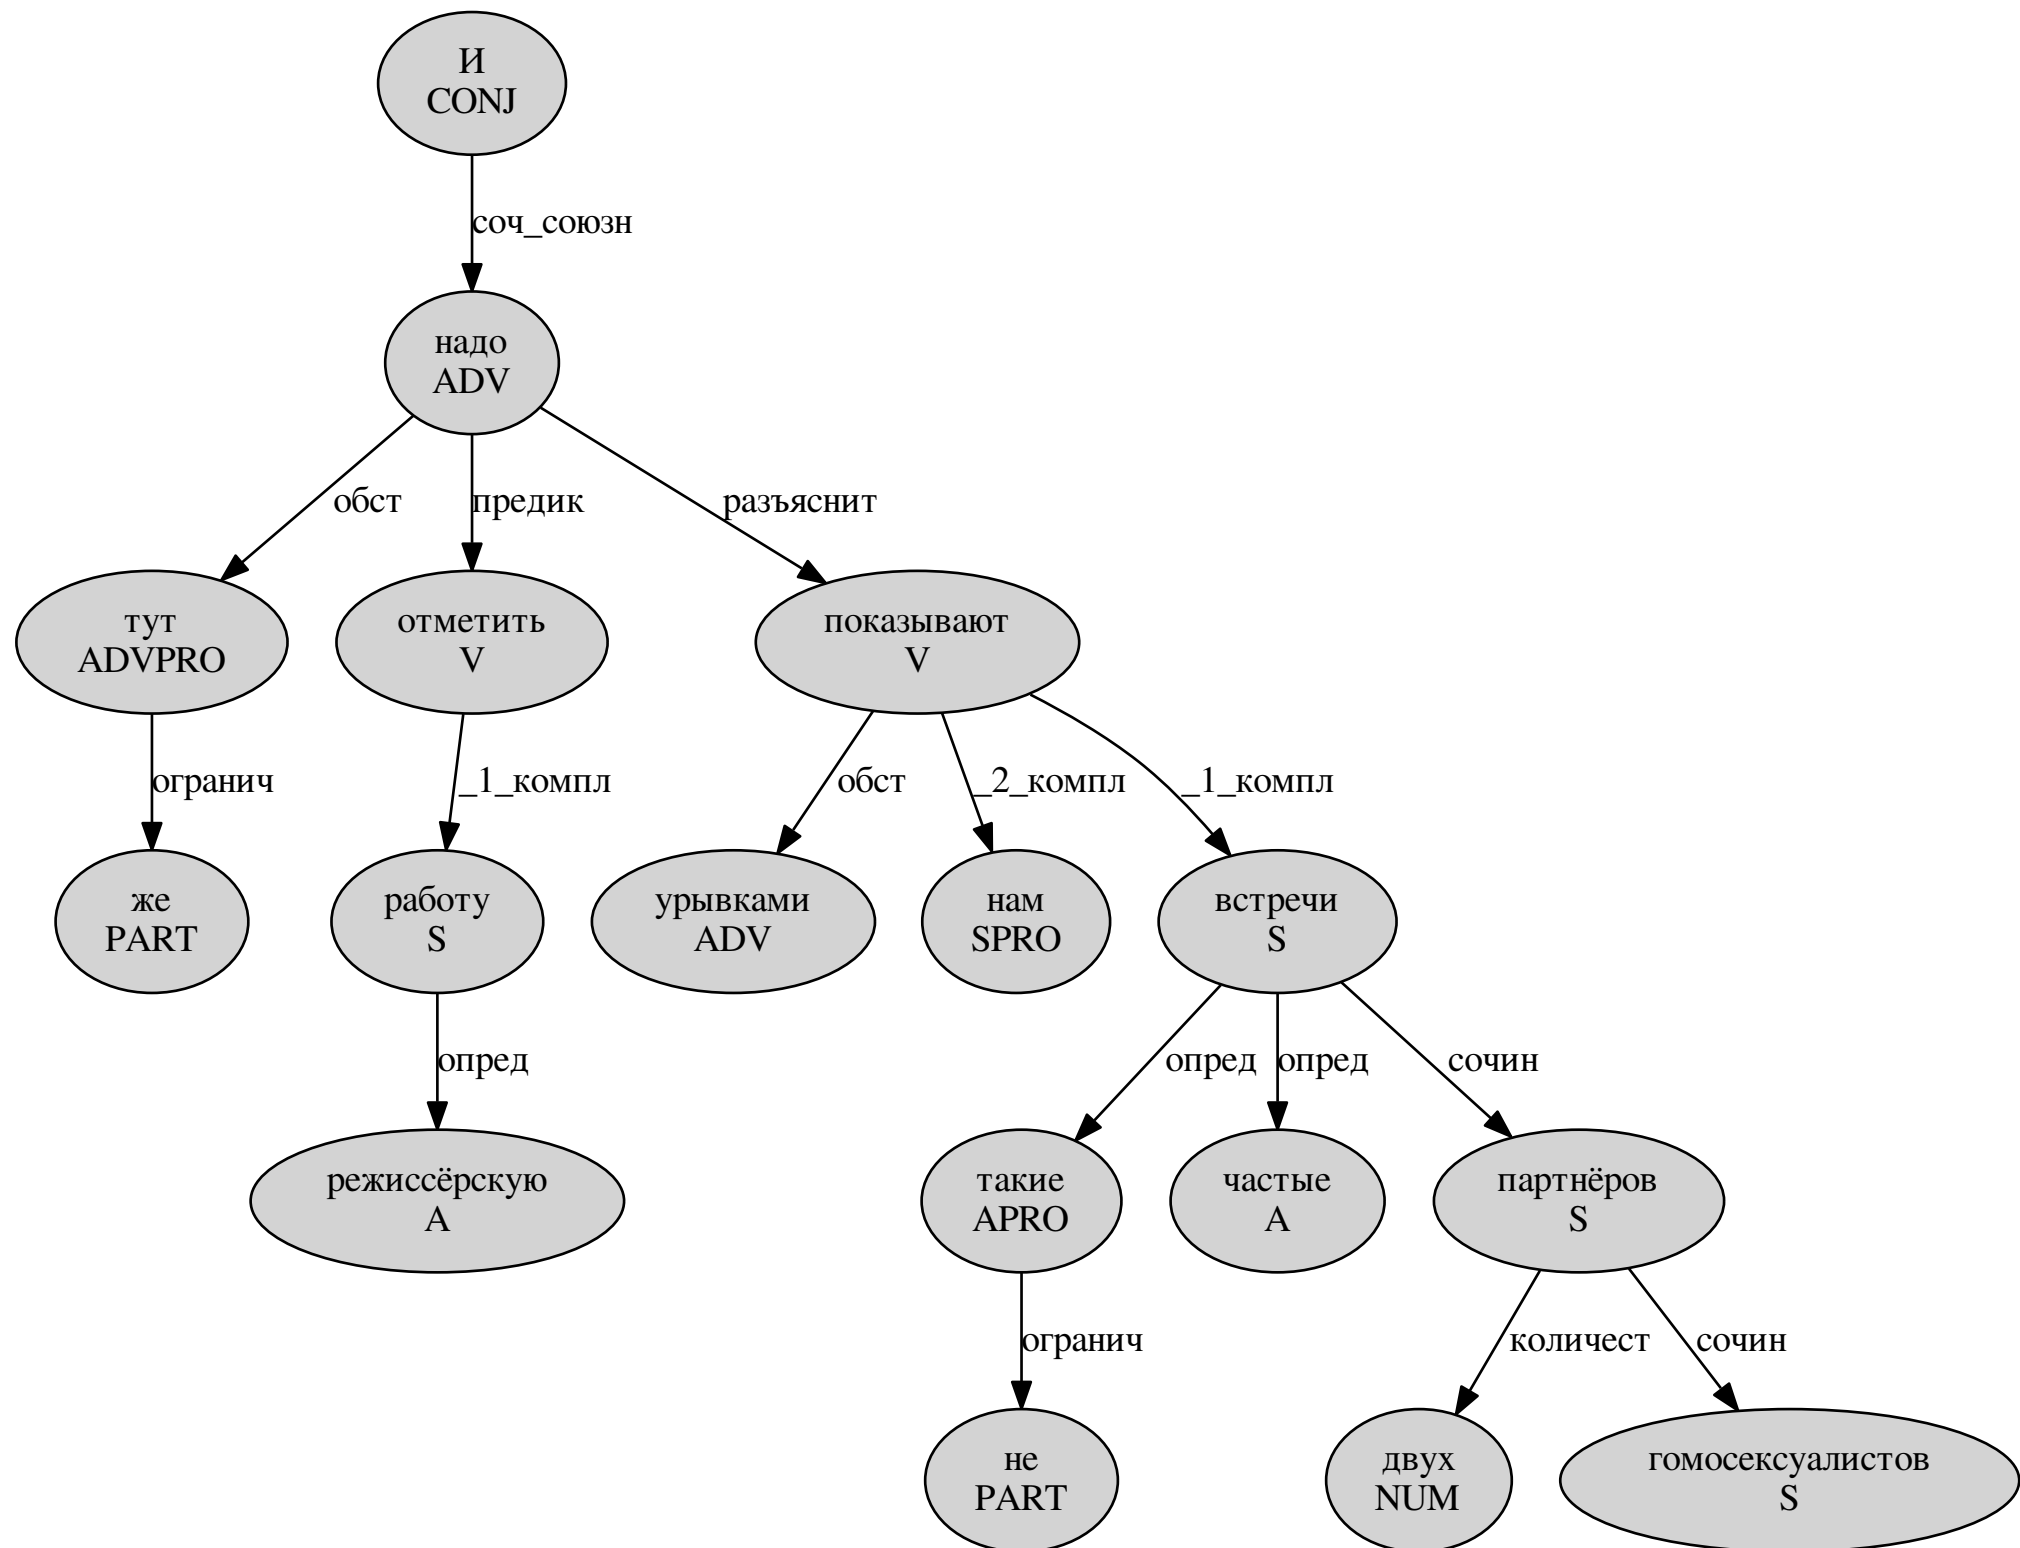 И
CONJ
соч_союзн
надо
ADV
обст
предик
разъяснит
тут
ADVPRO
отметить
V
показывают
V
огранич
_1_компл
обст
_2_компл
_1_компл
же
PART
работу
S
урывками
ADV
нам
SPRO
встречи
S
опред
опред
опред
сочин
режиссёрскую
A
такие
APRO
частые
A
партнёров
S
огранич
количест
сочин
не
PART
двух
NUM
гомосексуалистов
S